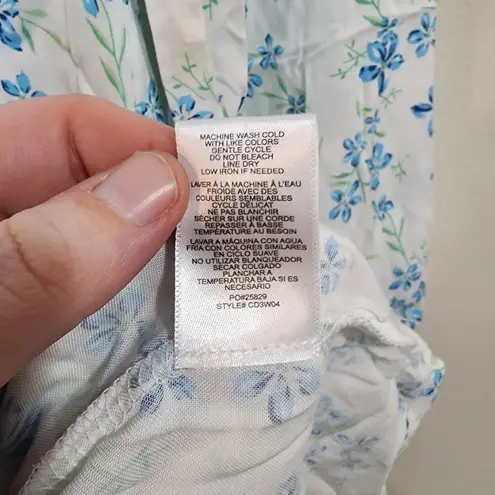 MACHINE WASH COLD
WITH LIKE COLORS
GENTLE CYCLE
DO NOT BLEACH
LINE DRY
LOW IRON IF NEEDED
LAVER À LA MACHINE À L'EAU
FROIDE AVEC DES
COULEURS SEMBLABLES
CYCLE DÉLICAT
NE PAS BLANCHIR
SÉCHER SUR UNE CORDE
REPASSER À BASSE
TEMPÉRATURE AU BESOIN
LAVAR A MÁQUINA CON AGUA
FRÍA CON COLORES SIMILARES
EN CICLO SUAVE
NO UTILIZAR BLANQUEADOR
SECAR COLGADO
PLANCHAR A
TEMPERATURA BAJA SI ES
NECESARIO
PO#25829
STYLE# CD3W04